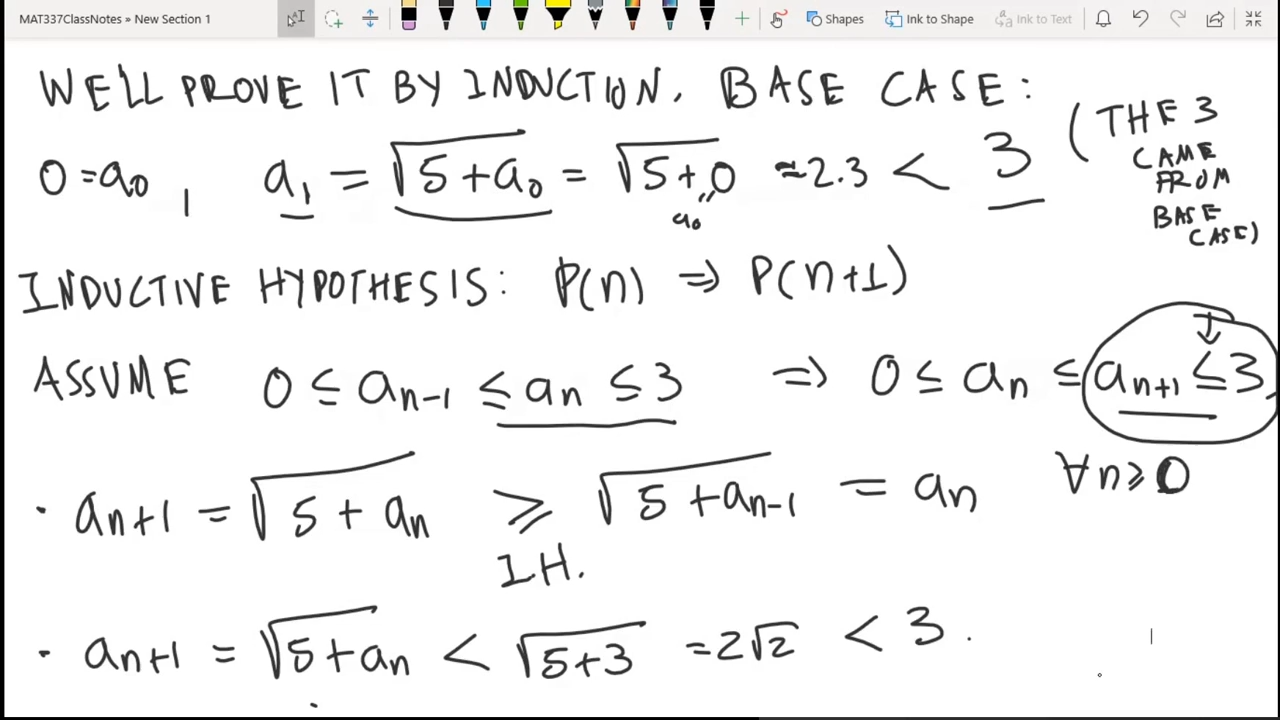 MAT337ClassNotes » New Section 1
Shapes Ink to Shape Ink to Text
WE'LL PROVE IT BY INDUCTION. BASE CASE:
0 = a₀ , a₁ = √(5+a₀) = √(5+0) ≈2.3 < 3
a₀
(THE 3
CAME
FROM
BASE
CASE)
INDUCTIVE HYPOTHESIS: P(n) ⇒ P(n+1)
ASSUME 0 ≤ aₙ₋₁ ≤ aₙ ≤ 3 ⇒ 0 ≤ aₙ ≤ aₙ₊₁ ≤ 3
∀n ≥ 0
· aₙ₊₁ = √(5 + aₙ) ≥ √(5 + aₙ₋₁) = aₙ
I.H.
· aₙ₊₁ = √(5+aₙ) < √(5+3) = 2√2 < 3.